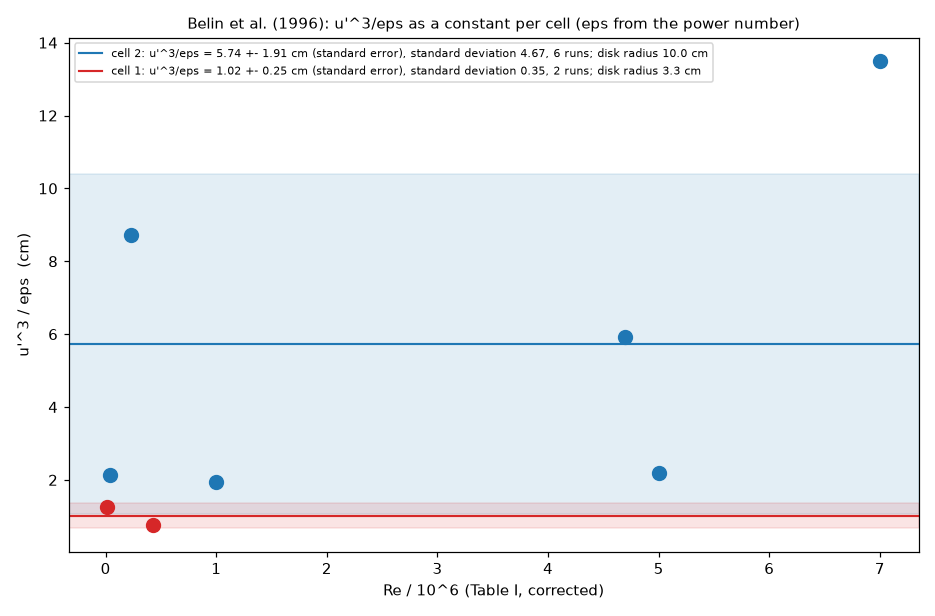 Belin et al. (1996): u'^3/eps as a constant per cell (eps from the power number)
cell 2: u'^3/eps = 5.74 +- 1.91 cm (standard error), standard deviation 4.67, 6 runs; disk radius 10.0 cm
cell 1: u'^3/eps = 1.02 +- 0.25 cm (standard error), standard deviation 0.35, 2 runs; disk radius 3.3 cm
14
12
10
8
6
4
2
u'^3 / eps (cm)
0 1 2 3 4 5 6 7
Re / 10^6 (Table I, corrected)